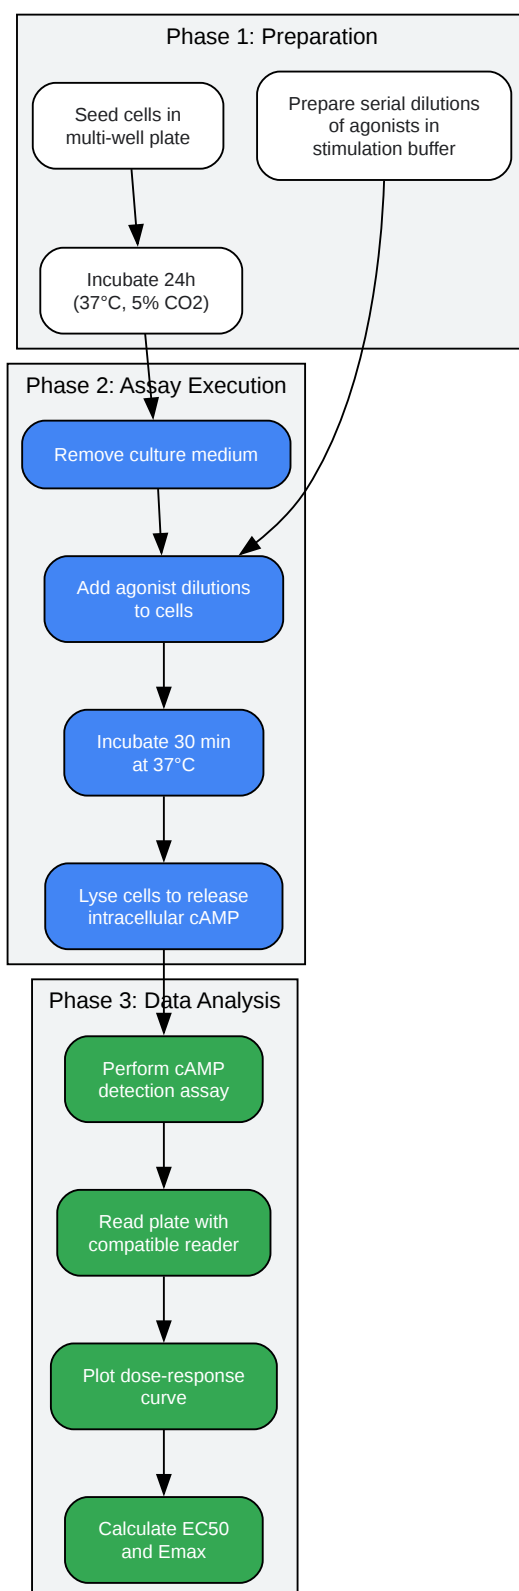 Phase 1: Preparation
Seed cells in
multi-well plate
Prepare serial dilutions
of agonists in
stimulation buffer
Incubate 24h
(37°C, 5% CO2)
Phase 2: Assay Execution
Remove culture medium
Add agonist dilutions
to cells
Incubate 30 min
at 37°C
Lyse cells to release
intracellular cAMP
Phase 3: Data Analysis
Perform cAMP
detection assay
Read plate with
compatible reader
Plot dose-response
curve
Calculate EC50
and Emax